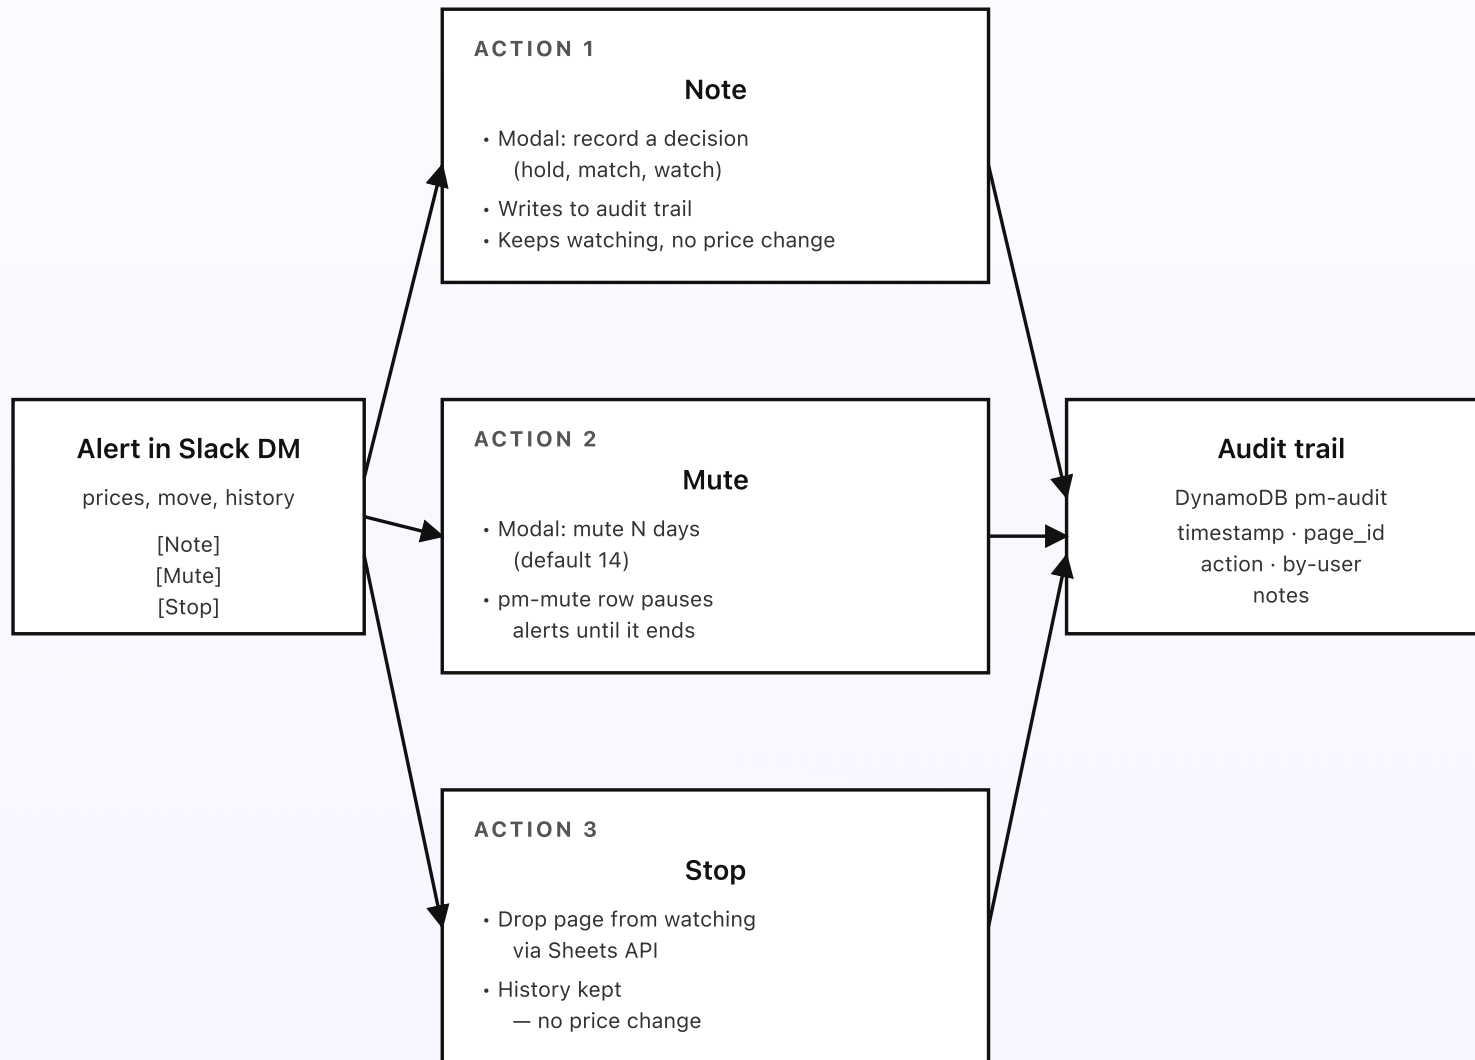 ACTION 1
Note
• Modal: record a decision
(hold, match, watch)
• Writes to audit trail
• Keeps watching, no price change
Alert in Slack DM
prices, move, history
[Note]
[Mute]
[Stop]
ACTION 2
Mute
• Modal: mute N days
(default 14)
• pm-mute row pauses
alerts until it ends
Audit trail
DynamoDB pm-audit
timestamp · page_id
action · by-user
notes
ACTION 3
Stop
• Drop page from watching
via Sheets API
• History kept
— no price change